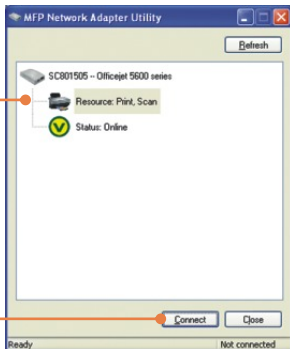 MFP Network Adapter Utility
Refresh
SC801505 -- Officejet 5600 series
Resource: Print, Scan
Status: Online
Connect
Close
Ready
Not connected